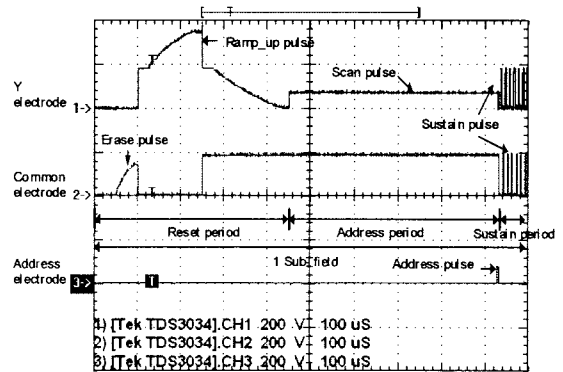 T
Ramp_up pulse
T
Scan pulse
Y
electrode 1->
Sustain pulse
Erase pulse
Common
electrode 2->
T
Reset period Address period Sustain period
1 Sub_field
Address
electrode 3-> T
Address pulse
1) [Tek TDS3034].CH1 200 V 100 uS
2) [Tek TDS3034].CH2 200 V 100 uS
3) [Tek TDS3034].CH3 200 V 100 uS